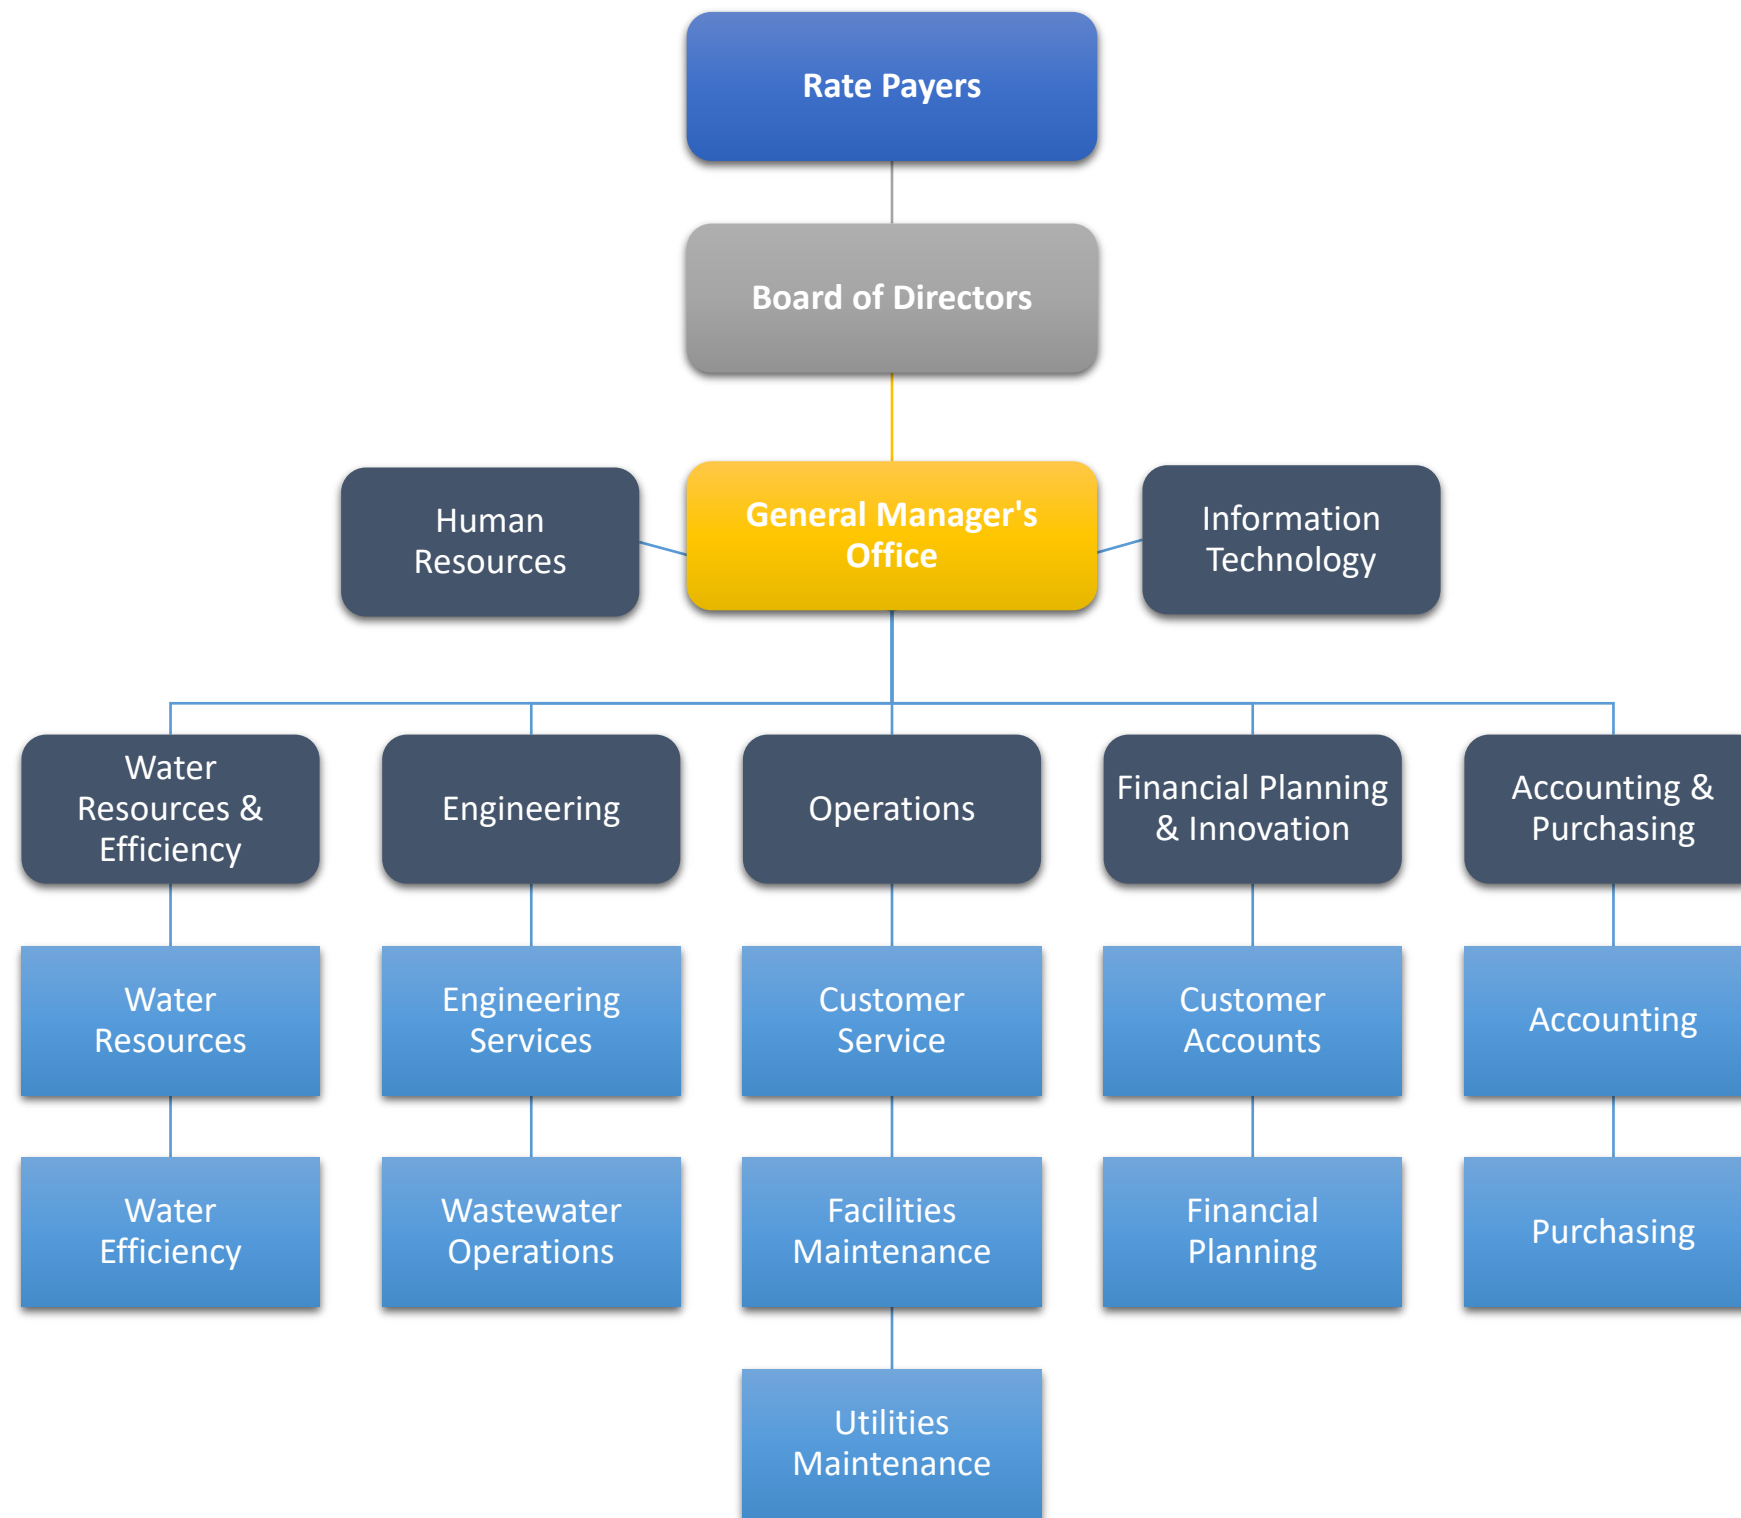 Rate Payers
Board of Directors
Human
Resources
General Manager's
Office
Information
Technology
Water
Resources &
Efficiency
Engineering
Operations
Financial Planning
& Innovation
Accounting &
Purchasing
Water
Resources
Engineering
Services
Customer
Service
Customer
Accounts
Accounting
Water
Efficiency
Wastewater
Operations
Facilities
Maintenance
Financial
Planning
Purchasing
Utilities
Maintenance